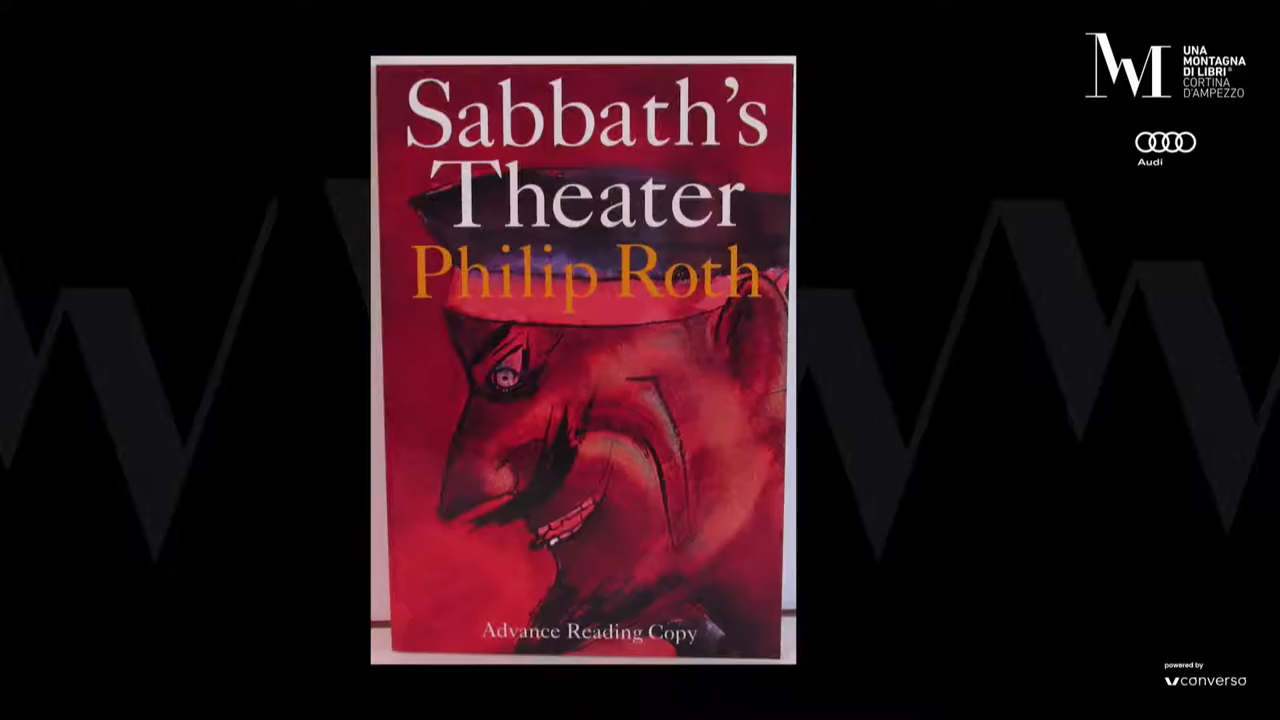 Sabbath's
Theater
Philip Roth
Advance Reading Copy
UNA
MONTAGNA
DI LIBRI®
CORTINA
D'AMPEZZO
Audi
powered by
converso